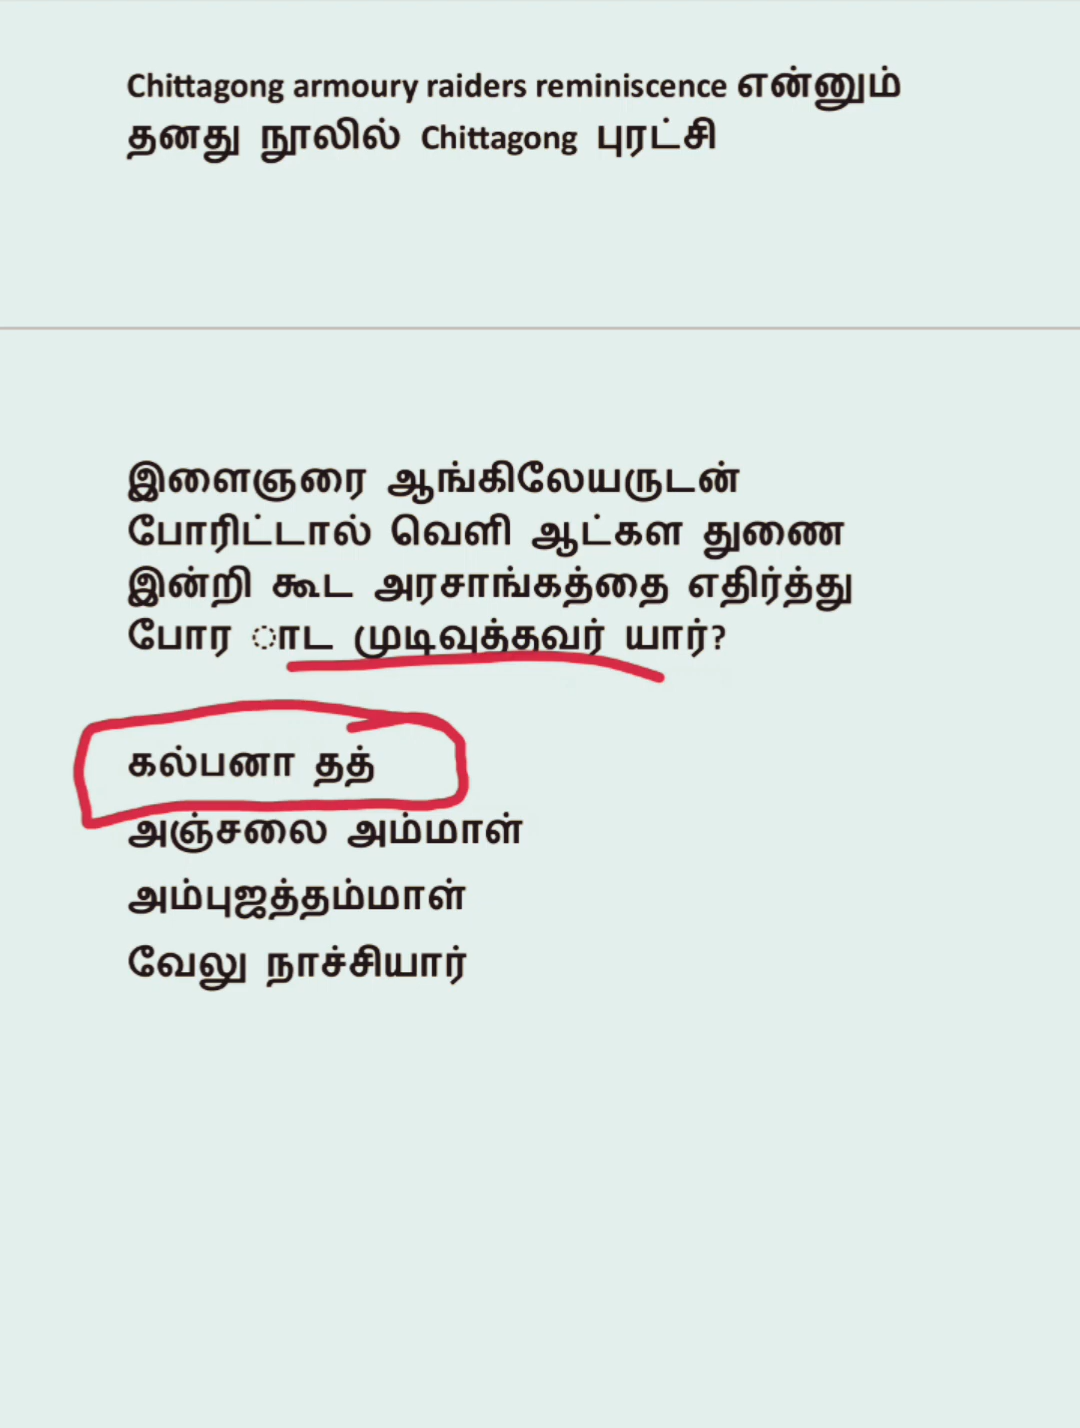 Chittagong armoury raiders reminiscence என்னும்
தனது நூலில் Chittagong புரட்சி
இளைஞரை ஆங்கிலேயருடன்
போரிட்டால் வெளி ஆட்கள துணை
இன்றி கூட அரசாங்கத்தை எதிர்த்து
போர ாட முடிவுத்தவர் யார்?
கல்பனா தத்
அஞ்சலை அம்மாள்
அம்புஜத்தம்மாள்
வேலு நாச்சியார்